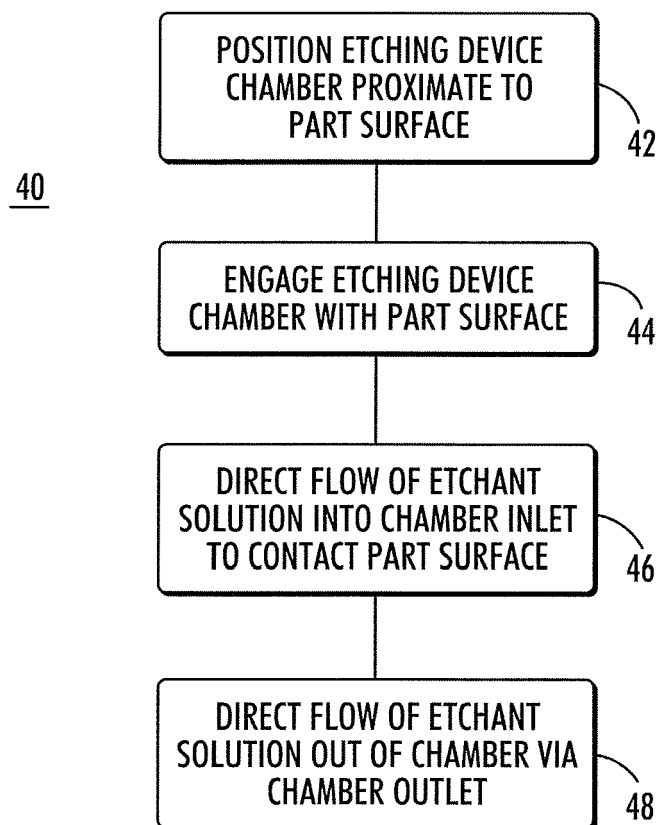 POSITION ETCHING DEVICE
CHAMBER PROXIMATE TO
PART SURFACE
42
40
ENGAGE ETCHING DEVICE
CHAMBER WITH PART SURFACE
44
DIRECT FLOW OF ETCHANT
SOLUTION INTO CHAMBER INLET
TO CONTACT PART SURFACE
46
DIRECT FLOW OF ETCHANT
SOLUTION OUT OF CHAMBER VIA
CHAMBER OUTLET
48